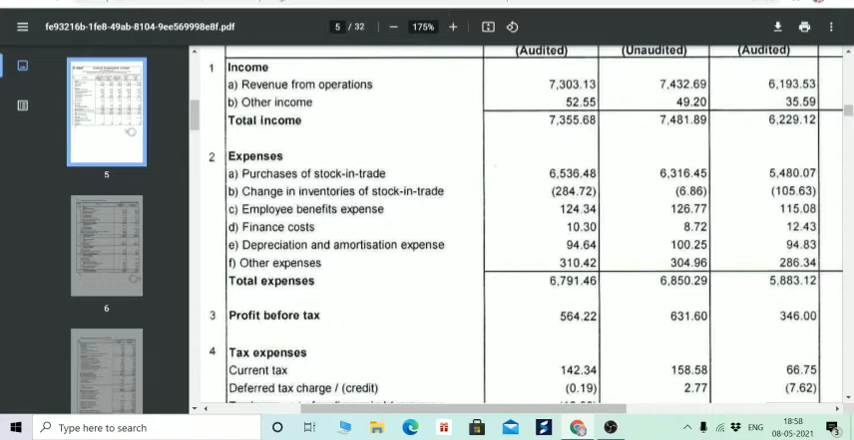 fe93216b-1fe8-49ab-8104-9ee569998e8f.pdf 5 / 32 — 175% +
(Audited) (Unaudited) (Audited)
1 Income
a) Revenue from operations 7,303.13 7,432.69 6,193.53
b) Other income 52.55 49.20 35.59
Total income 7,355.68 7,481.89 6,229.12
2 Expenses
a) Purchases of stock-in-trade 6,536.48 6,316.45 5,480.07
b) Change in inventories of stock-in-trade (284.72) (6.86) (105.63)
c) Employee benefits expense 124.34 126.77 115.08
d) Finance costs 10.30 8.72 12.43
e) Depreciation and amortisation expense 94.64 100.25 94.83
f) Other expenses 310.42 304.96 286.34
Total expenses 6,791.46 6,850.29 5,883.12
3 Profit before tax 564.22 631.60 346.00
4 Tax expenses
Current tax 142.34 158.58 66.75
Deferred tax charge / (credit) (0.19) 2.77 (7.62)
5
6
Type here to search
ENG
18:58
08-05-2021
3